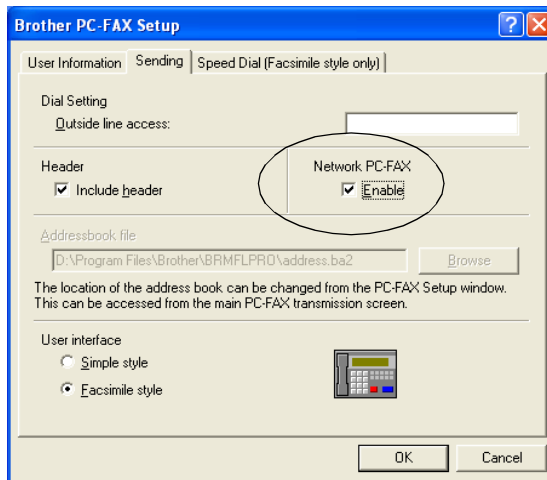 Brother PC-FAX Setup
User Information Sending Speed Dial (Facsimile style only)
Dial Setting
Outside line access:
Header Network PC-FAX
Include header Enable
Addressbook file
D:\Program Files\Brother\BRMFLPRO\address.ba2 Browse
The location of the address book can be changed from the PC-FAX Setup window.
This can be accessed from the main PC-FAX transmission screen.
User interface
Simple style
Facsimile style
OK Cancel